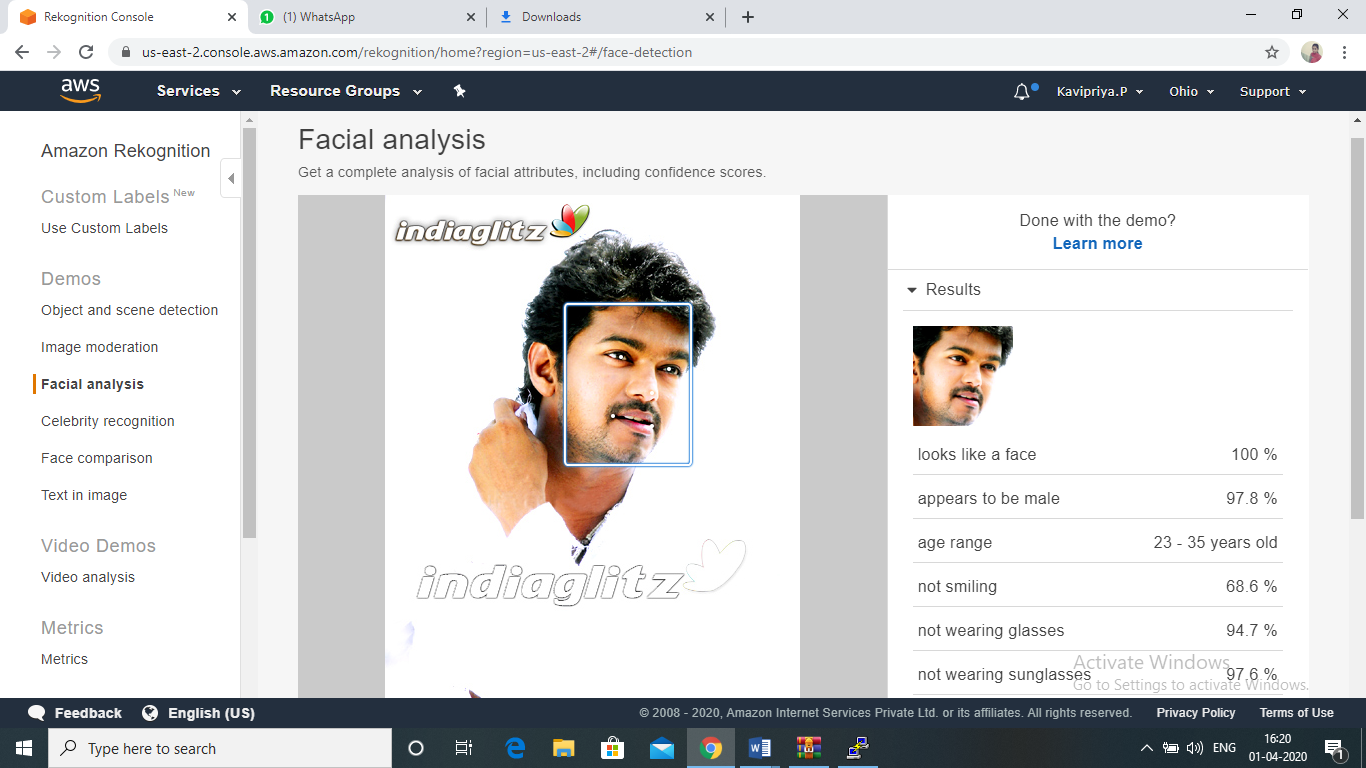 Rekognition Console
(1) WhatsApp
Downloads
us-east-2.console.aws.amazon.com/rekognition/home?region=us-east-2#/face-detection
aws
Services
Resource Groups
Kavipriya.P
Ohio
Support
Amazon Rekognition
Custom Labels New
Use Custom Labels
Demos
Object and scene detection
Image moderation
Facial analysis
Celebrity recognition
Face comparison
Text in image
Video Demos
Video analysis
Metrics
Metrics
Facial analysis
Get a complete analysis of facial attributes, including confidence scores.
indiaglitz
indiaglitz
Done with the demo?
Learn more
Results
looks like a face 100 %
appears to be male 97.8 %
age range 23 - 35 years old
not smiling 68.6 %
not wearing glasses 94.7 %
not wearing sunglasses 97.6 %
Activate Windows
Go to Settings to activate Windows.
Feedback
English (US)
© 2008 - 2020, Amazon Internet Services Private Ltd. or its affiliates. All rights reserved.
Privacy Policy
Terms of Use
Type here to search
ENG
16:20
01-04-2020
1